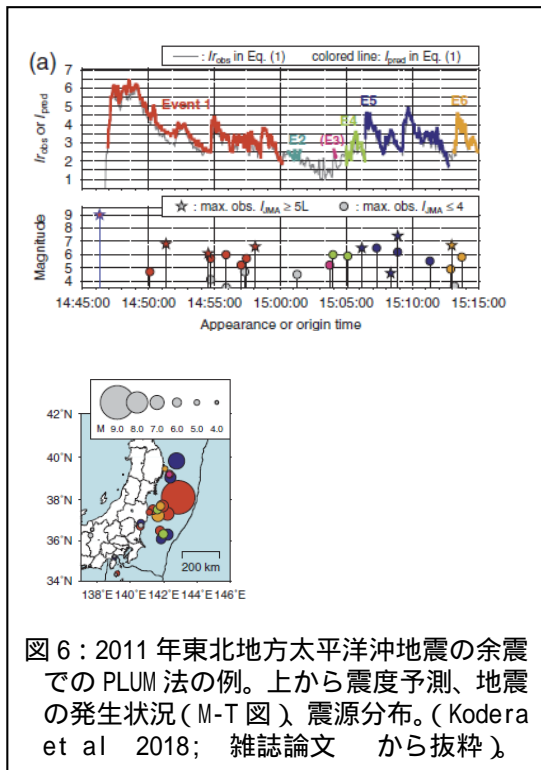 (a)
— : Ir_obs in Eq. (1) colored line: I_pred in Eq. (1)
Ir_obs or I_pred
7
6
5
4
3
2
1
Event 1
E2
(E3)
E4
E5
E6
☆ : max. obs. I_JMA ≥ 5L ○ : max. obs. I_JMA ≤ 4
Magnitude
9
8
7
6
5
4
14:45:00 14:50:00 14:55:00 15:00:00 15:05:00 15:10:00 15:15:00
Appearance or origin time
M 9.0 8.0 7.0 6.0 5.0 4.0
42˚N
40˚N
38˚N
36˚N
34˚N
200 km
138˚E 140˚E 142˚E 144˚E 146˚E
図 6：2011 年東北地方太平洋沖地震の余震
での PLUM 法の例。上から震度予測、地震
の発生状況（M-T 図）、震源分布。（Kodera
et al 2018; 雑誌論文 から抜粋）。